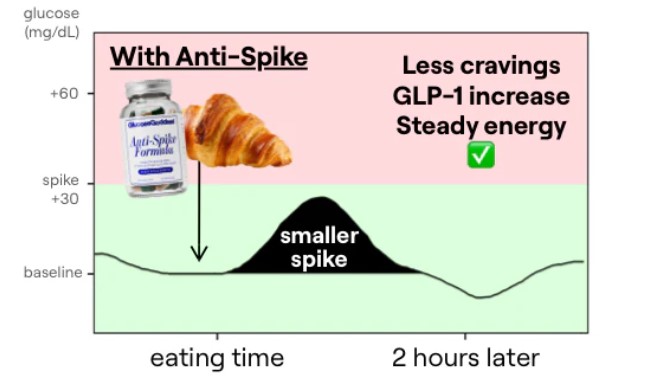 glucose
(mg/dL)
With Anti-Spike
Less cravings
GLP-1 increase
Steady energy
+60
GlucoseGoddess
Anti-Spike
Formula
spike
+30
smaller
spike
baseline
eating time
2 hours later